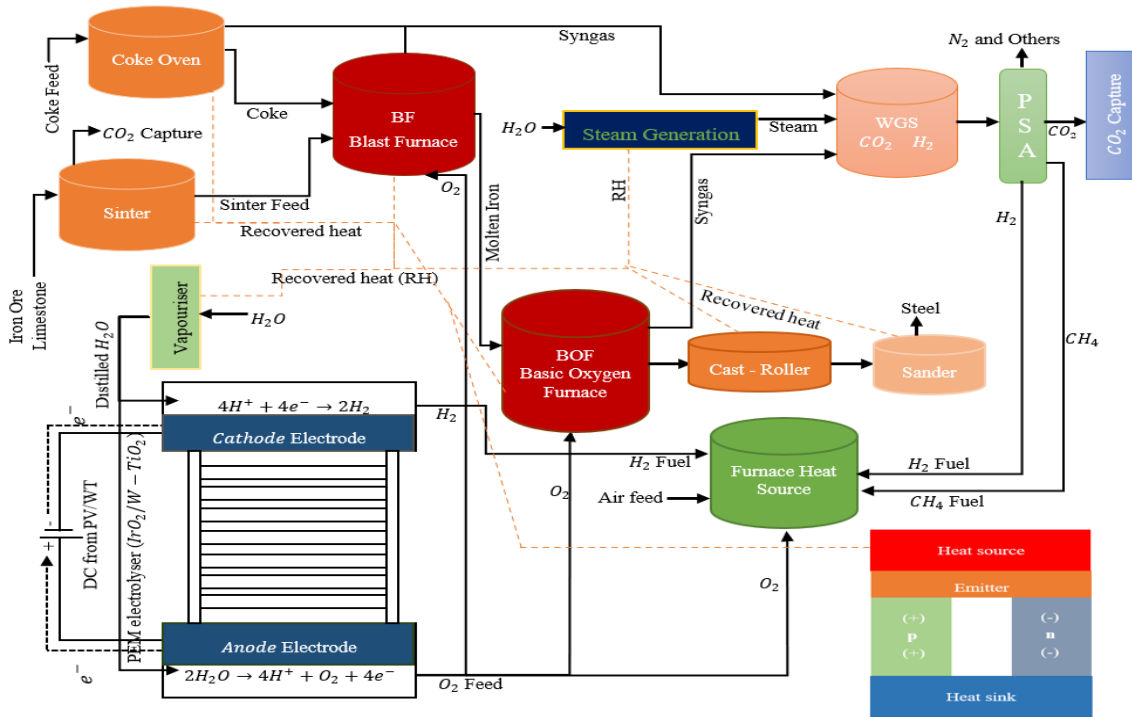 Coke Feed
Coke Oven
Syngas
Coke
CO₂ Capture
BF
Blast Furnace
H₂O
Steam Generation
Steam
WGS
CO₂ H₂
N₂ and Others
P
S
A
CO₂
CO₂ Capture
Iron Ore
Limestone
Sinter
Sinter Feed
O₂
Molten Iron
RH
Syngas
H₂
CH₄
Recovered heat
Recovered heat (RH)
Recovered heat
Vapouriser
H₂O
Distilled H₂O
BOF
Basic Oxygen
Furnace
Cast - Roller
Steel
Sander
4H⁺ + 4e⁻ → 2H₂
Cathode Electrode
H₂
H₂ Fuel
O₂
Air feed
Furnace Heat
Source
H₂ Fuel
CH₄ Fuel
e⁻
-
+
DC from PV/WT
PEM electrolyser (IrO₂/W − TiO₂)
Anode Electrode
2H₂O → 4H⁺ + O₂ + 4e⁻
e⁻
O₂ Feed
O₂
Heat source
Emitter
(+)
p
(+)
(-)
n
(-)
Heat sink